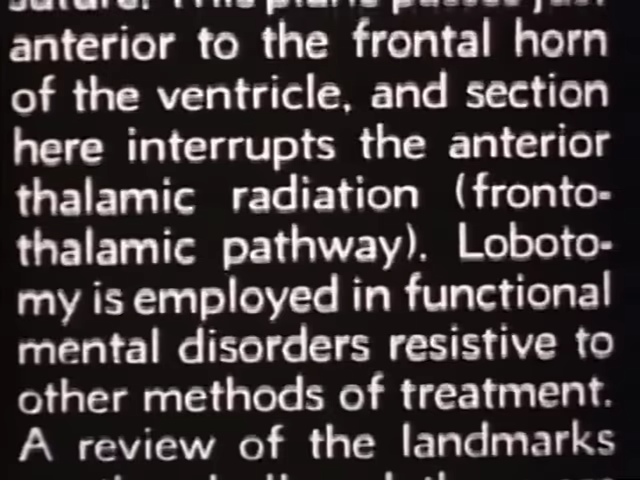 anterior to the frontal horn
of the ventricle, and section
here interrupts the anterior
thalamic radiation (fronto-
thalamic pathway). Loboto-
my is employed in functional
mental disorders resistive to
other methods of treatment.
A review of the landmarks